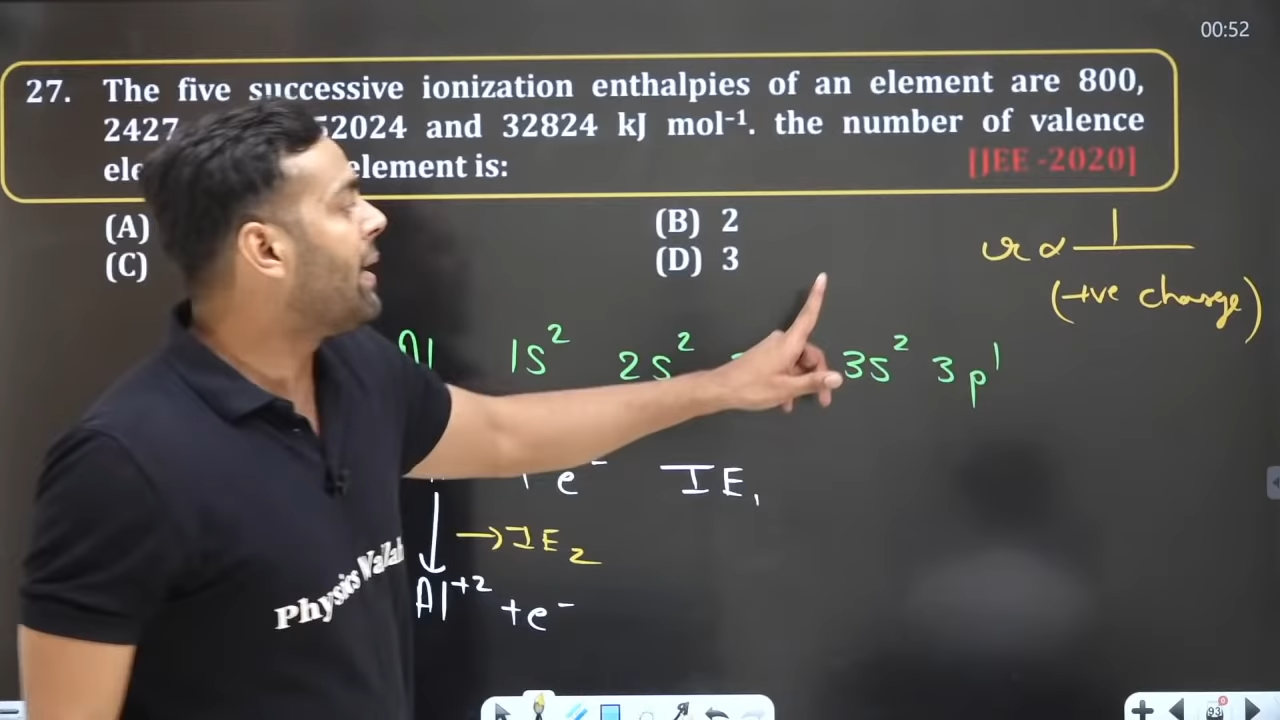 00:52
27. The five successive ionization enthalpies of an element are 800,
2427 52024 and 32824 kJ mol⁻¹. the number of valence
element is:
[JEE -2020]
(A) (B) 2
(C) (D) 3
r ∝ 1
(+ve charge)
Al 1s² 2s² 3s² 3p¹
+ e⁻ IE₁
→ IE₂
Al⁺² + e⁻
Physics Wallah
93